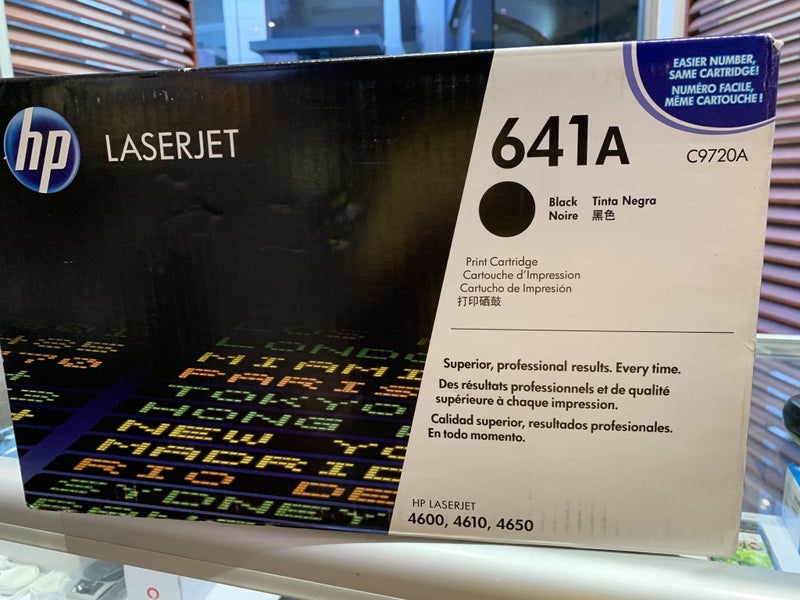 hp
LASERJET
EASIER NUMBER,
SAME CARTRIDGE!
NUMÉRO FACILE,
MÊME CARTOUCHE !
641A
C9720A
Black Tinta Negra
Noire 黑色
Print Cartridge
Cartouche d'Impression
Cartucho de Impresión
打印硒鼓
Superior, professional results. Every time.
Des résultats professionnels et de qualité
supérieure à chaque impression.
Calidad superior, resultados profesionales.
En todo momento.
LONDO
MIAMI
PARIS
TOKYO
HONG
NEW YO
MADRID
RIO DE
SYDNEY
HP LASERJET
4600, 4610, 4650